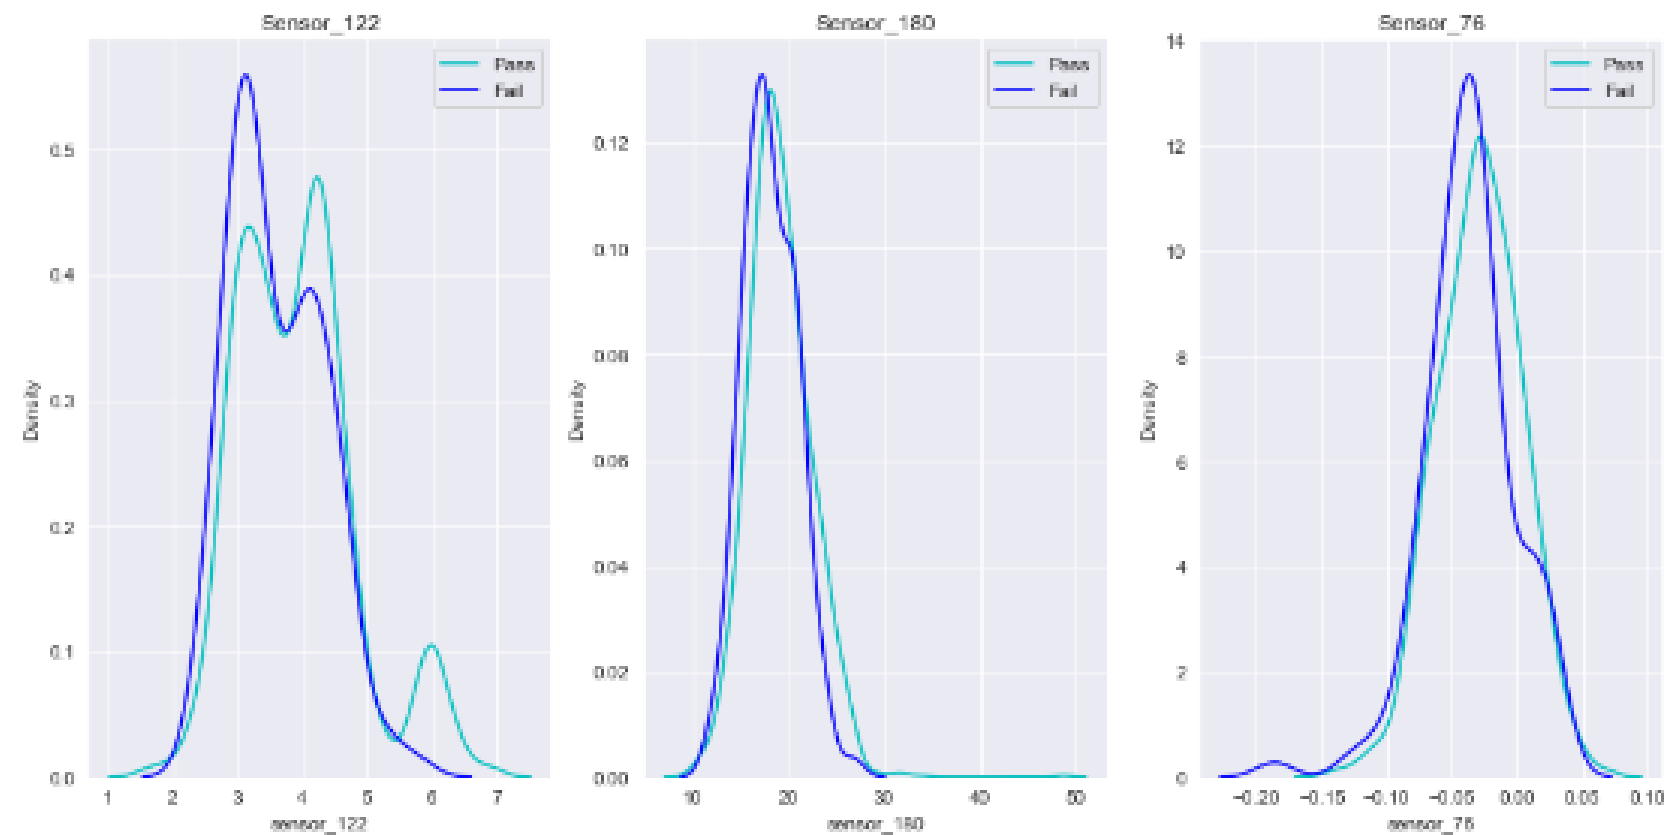 Sensor_122
Pass
Fail
0.5
0.4
0.3
0.2
0.1
0.0
Density
1 2 3 4 5 6 7
sensor_122
Sensor_180
Pass
Fail
0.12
0.10
0.08
0.06
0.04
0.02
0.00
Density
10 20 30 40 50
sensor_180
Sensor_76
Pass
Fail
14
12
10
8
6
4
2
0
Density
−0.20 −0.15 −0.10 −0.05 0.00 0.05 0.10
sensor_76